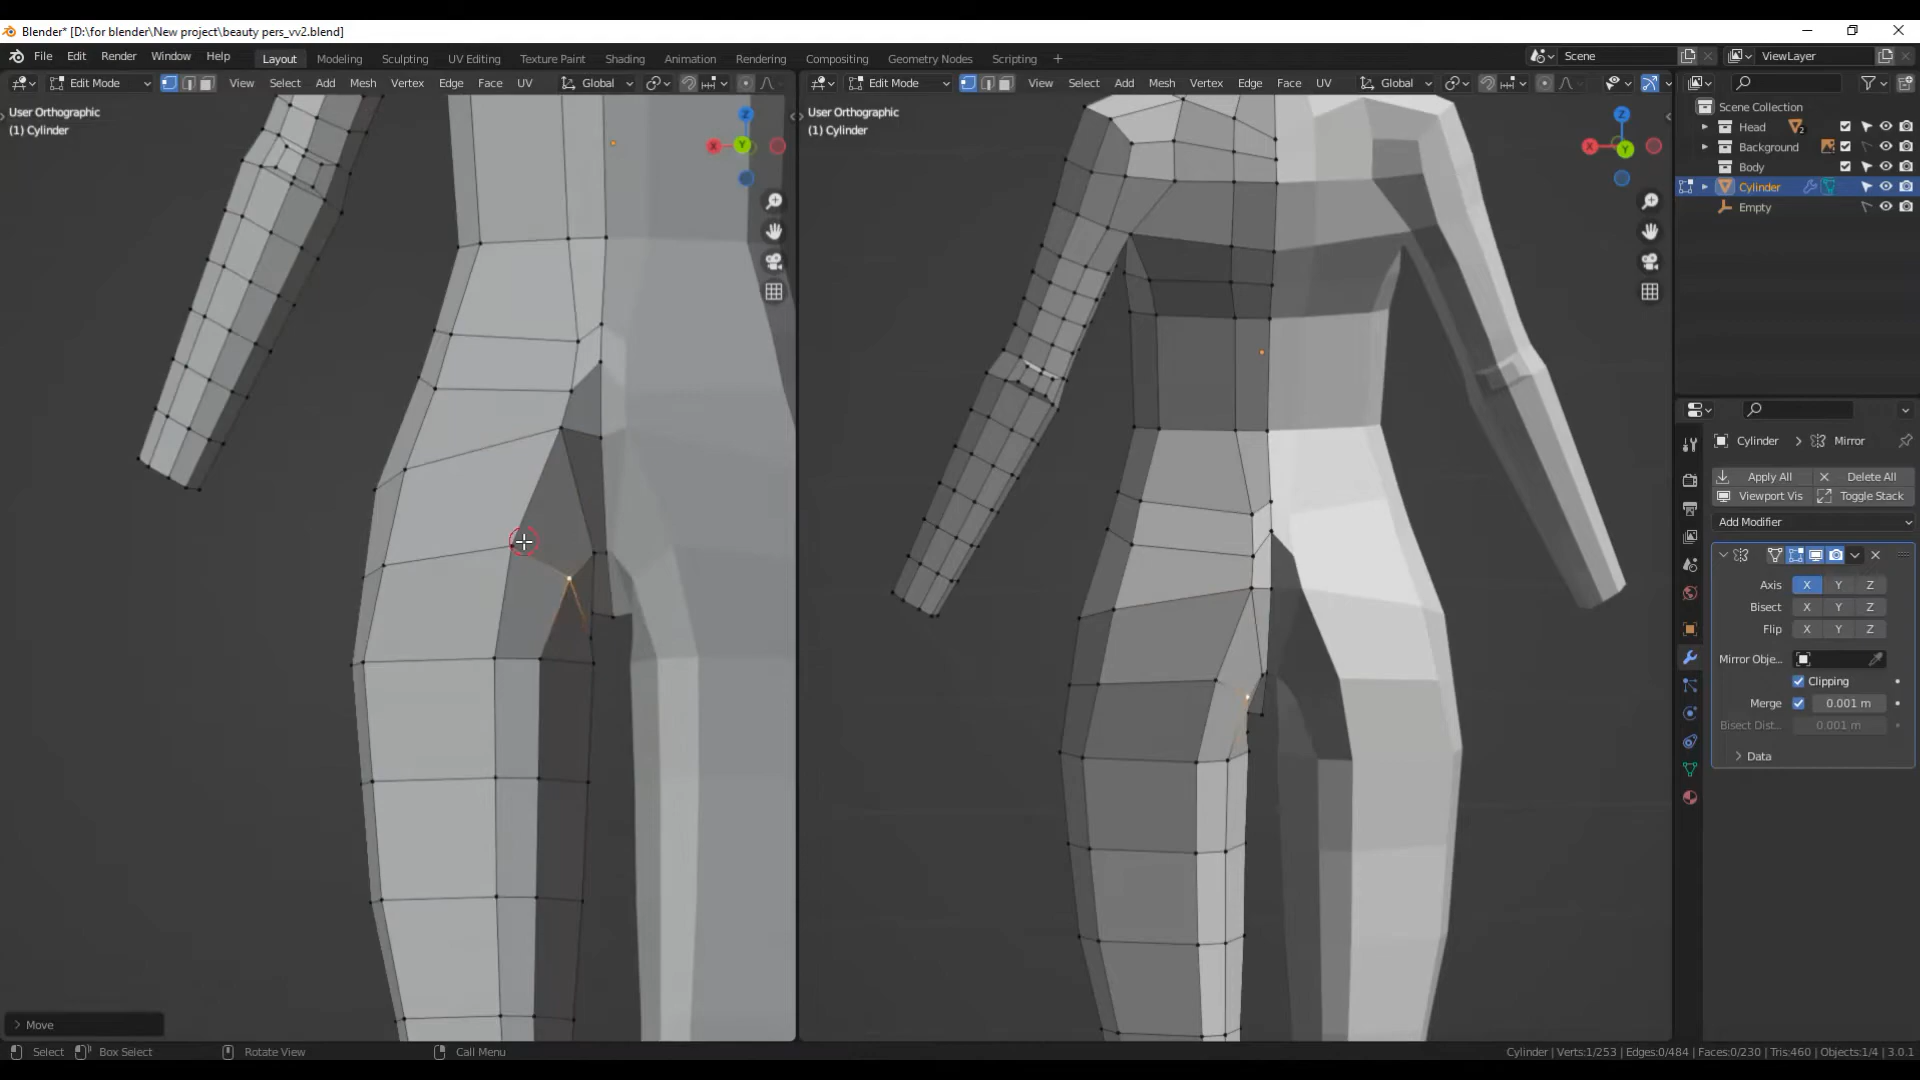 Blender* [D:\for blender\New project\beauty pers_vv2.blend]
File Edit Render Window Help Layout Modeling Sculpting UV Editing Texture Paint Shading Animation Rendering Compositing Geometry Nodes Scripting + Scene ViewLayer
Edit Mode View Select Add Mesh Vertex Edge Face UV Global Edit Mode View Select Add Mesh Vertex Edge Face UV Global
User Orthographic
(1) Cylinder
Z
X
Y
User Orthographic
(1) Cylinder
Z
X
Y
Scene Collection
Head 2
Background
Body
Cylinder
Empty
Cylinder > Mirror
Apply All Delete All
Viewport Vis Toggle Stack
Add Modifier
Axis X Y Z
Bisect X Y Z
Flip X Y Z
Mirror Obje..
Clipping
Merge 0.001 m
Bisect Dist.. 0.001 m
Data
> Move
Select Box Select Rotate View Call Menu
Cylinder | Verts:1/253 | Edges:0/484 | Faces:0/230 | Tris:460 | Objects:1/4 | 3.0.1